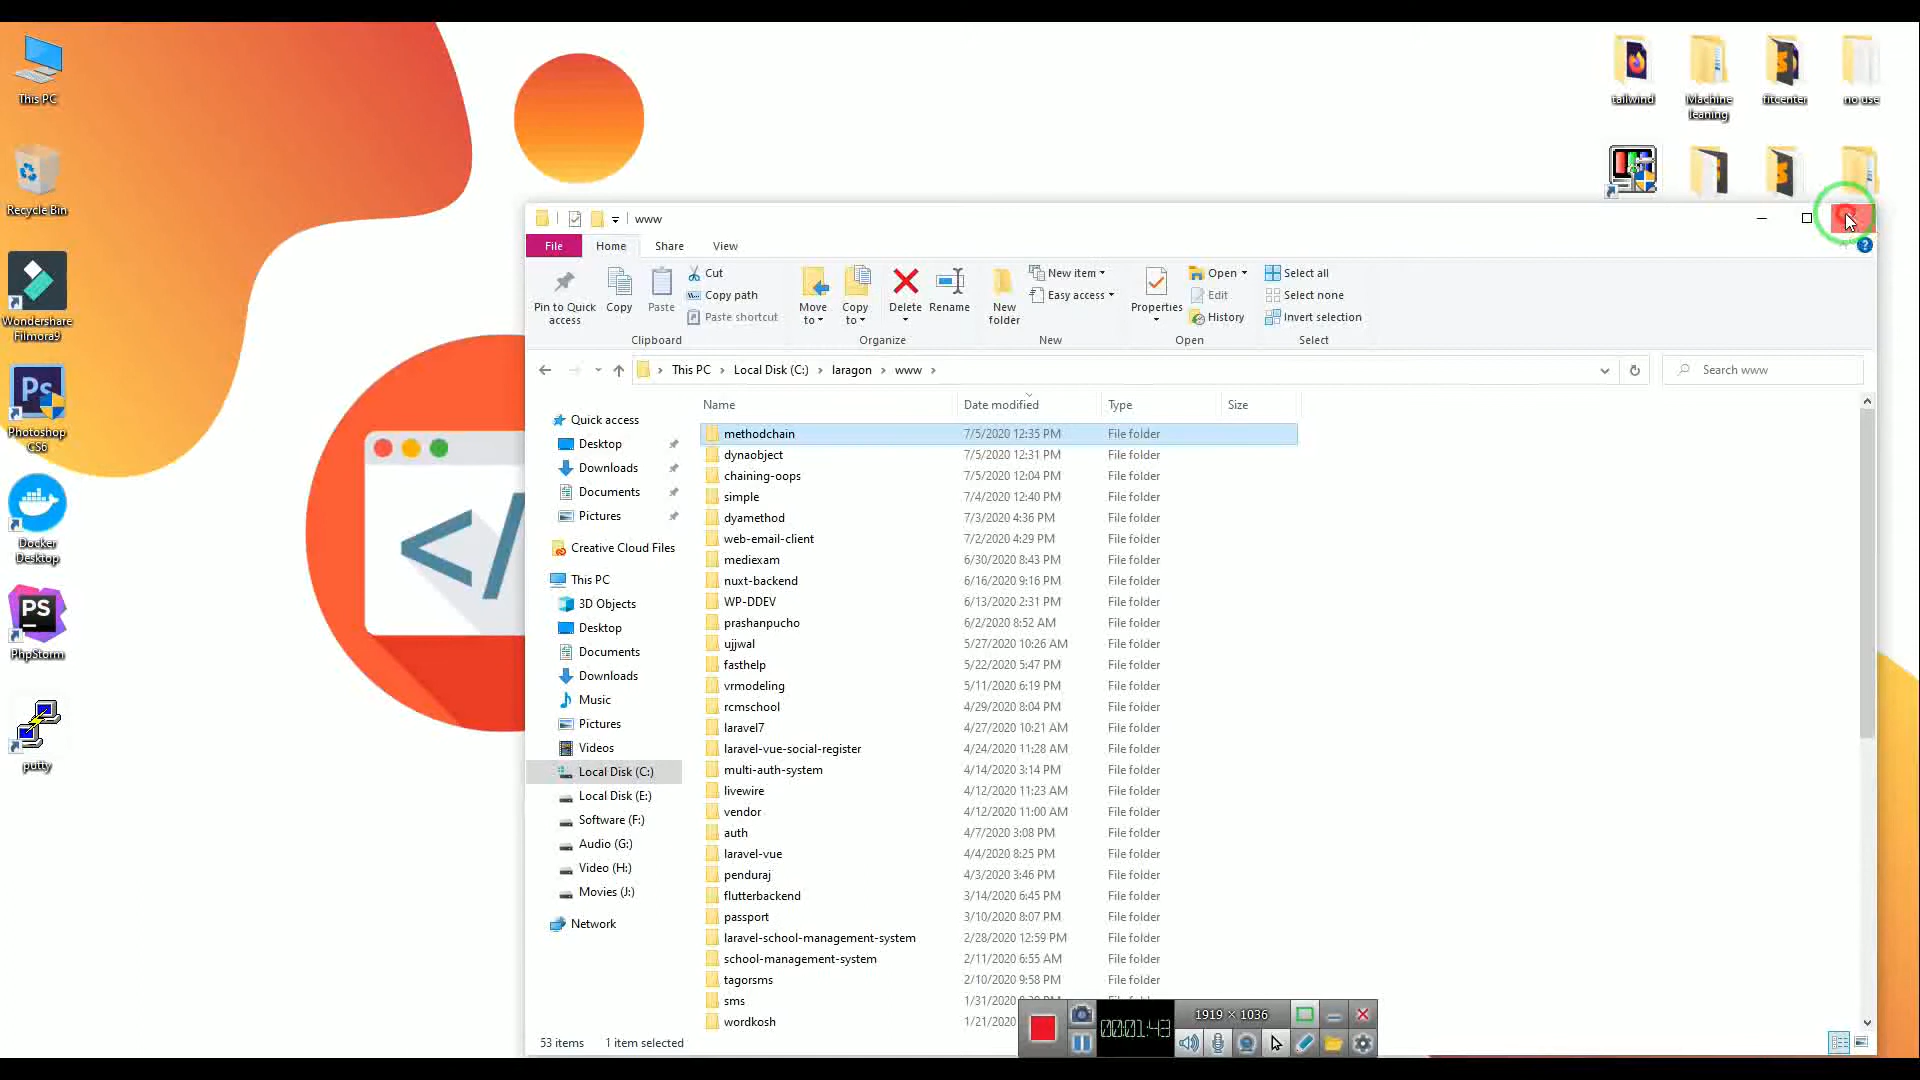 This PC
Recycle Bin
Wondershare
Filmora9
Ps
Photoshop
CS6
Docker
Desktop
PS
PhpStorm
putty
</
tailwind
Machine
leaning
fitcenter
no use
www
File
Home
Share
View
Pin to Quick
access
Copy
Paste
Cut
Copy path
Paste shortcut
Clipboard
Move
to
Copy
to
Delete
Rename
Organize
New
folder
New item
Easy access
New
Properties
Open
Edit
History
Open
Select all
Select none
Invert selection
Select
This PC
Local Disk (C:)
laragon
www
Search www
Quick access
Desktop
Downloads
Documents
Pictures
Creative Cloud Files
This PC
3D Objects
Desktop
Documents
Downloads
Music
Pictures
Videos
Local Disk (C:)
Local Disk (E:)
Software (F:)
Audio (G:)
Video (H:)
Movies (J:)
Network
Name Date modified Type Size
methodchain 7/5/2020 12:35 PM File folder
dynaobject 7/5/2020 12:31 PM File folder
chaining-oops 7/5/2020 12:04 PM File folder
simple 7/4/2020 12:40 PM File folder
dyamethod 7/3/2020 4:36 PM File folder
web-email-client 7/2/2020 4:29 PM File folder
mediexam 6/30/2020 8:43 PM File folder
nuxt-backend 6/16/2020 9:16 PM File folder
WP-DDEV 6/13/2020 2:31 PM File folder
prashanpucho 6/2/2020 8:52 AM File folder
ujjwal 5/27/2020 10:26 AM File folder
fasthelp 5/22/2020 5:47 PM File folder
vrmodeling 5/11/2020 6:19 PM File folder
rcmschool 4/29/2020 8:04 PM File folder
laravel7 4/27/2020 10:21 AM File folder
laravel-vue-social-register 4/24/2020 11:28 AM File folder
multi-auth-system 4/14/2020 3:14 PM File folder
livewire 4/12/2020 11:23 AM File folder
vendor 4/12/2020 11:00 AM File folder
auth 4/7/2020 3:08 PM File folder
laravel-vue 4/4/2020 8:25 PM File folder
penduraj 4/3/2020 3:46 PM File folder
flutterbackend 3/14/2020 6:45 PM File folder
passport 3/10/2020 8:07 PM File folder
laravel-school-management-system 2/28/2020 12:59 PM File folder
school-management-system 2/11/2020 6:55 AM File folder
tagorsms 2/10/2020 9:58 PM File folder
sms 1/31/2020
wordkosh 1/21/2020
53 items 1 item selected
00:01:43
1919 × 1036